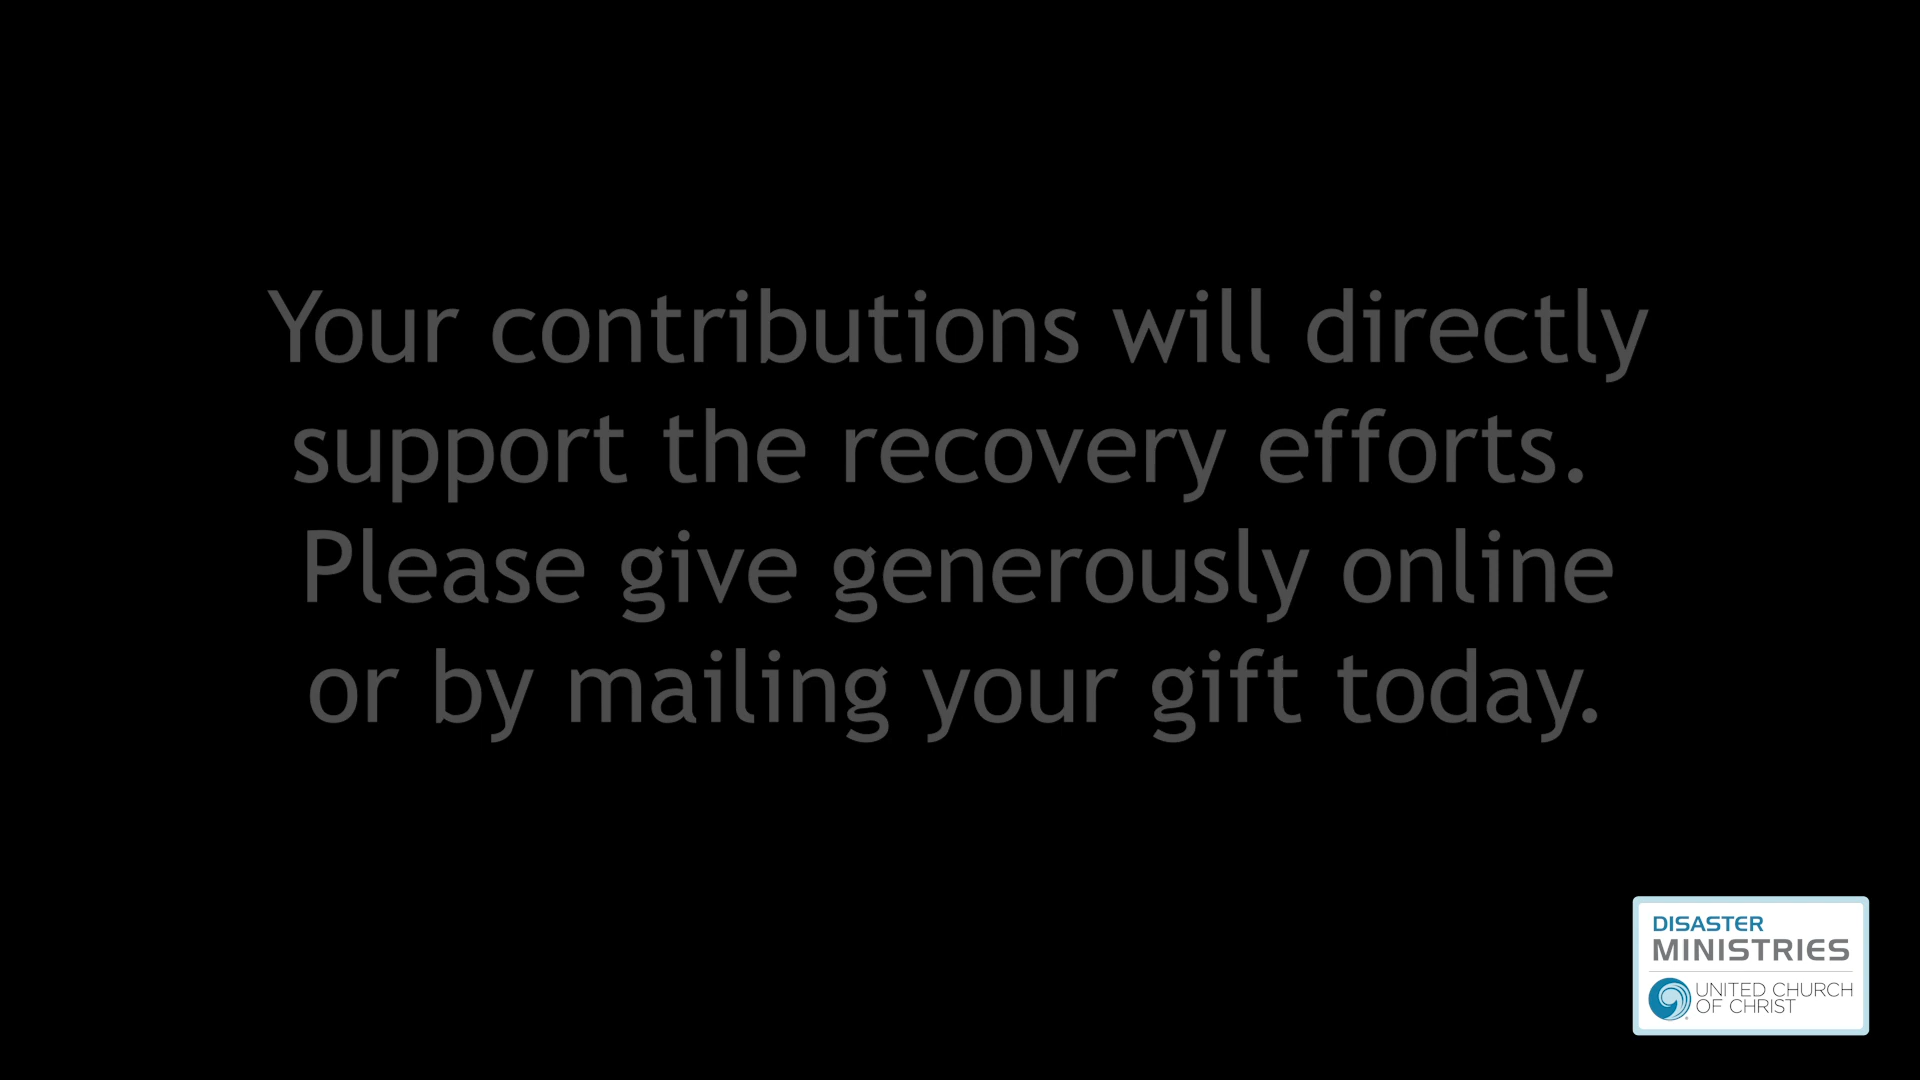 Your contributions will directly
support the recovery efforts.
Please give generously online
or by mailing your gift today.
DISASTER
MINISTRIES
UNITED CHURCH
OF CHRIST